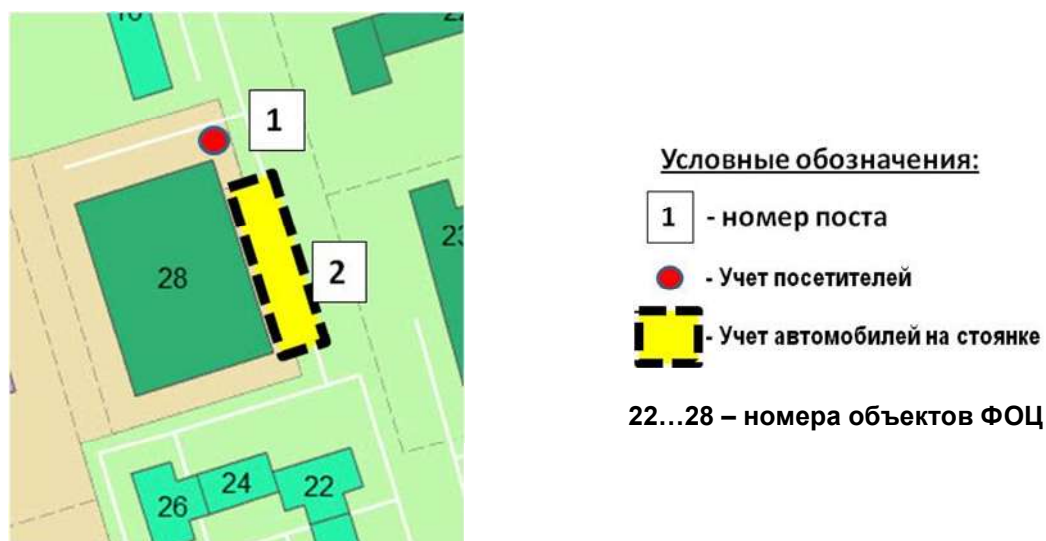 1
28
2
26
24
22
Условные обозначения:
1 - номер поста
- Учет посетителей
- Учет автомобилей на стоянке
22...28 – номера объектов ФОЦ